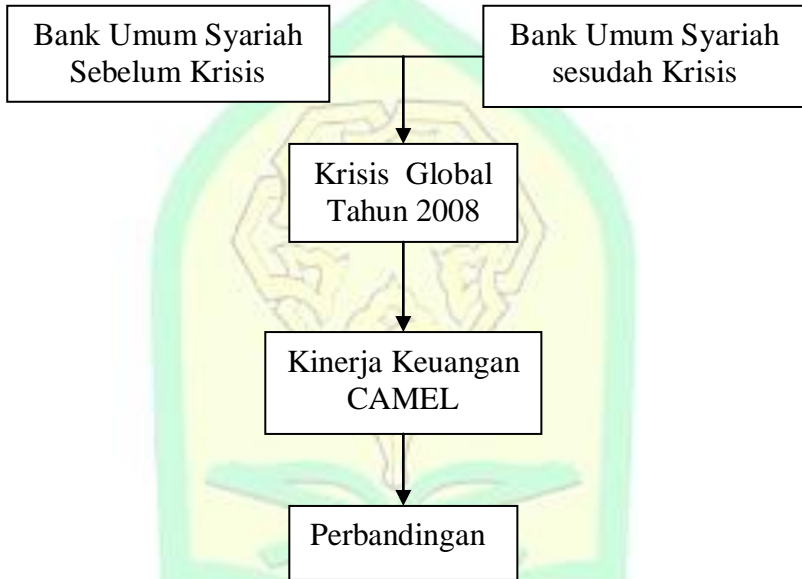 Bank Umum Syariah
Sebelum Krisis
Bank Umum Syariah
sesudah Krisis
Krisis Global
Tahun 2008
Kinerja Keuangan
CAMEL
Perbandingan